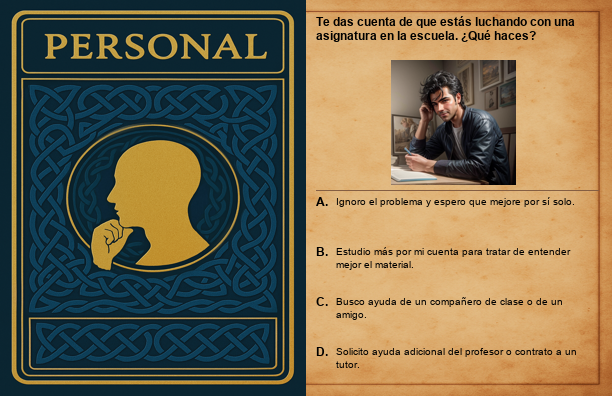 PERSONAL
Te das cuenta de que estás luchando con una
asignatura en la escuela. ¿Qué haces?
A. Ignoro el problema y espero que mejore por sí solo.
B. Estudio más por mi cuenta para tratar de entender
mejor el material.
C. Busco ayuda de un compañero de clase o de un
amigo.
D. Solicito ayuda adicional del profesor o contrato a un
tutor.